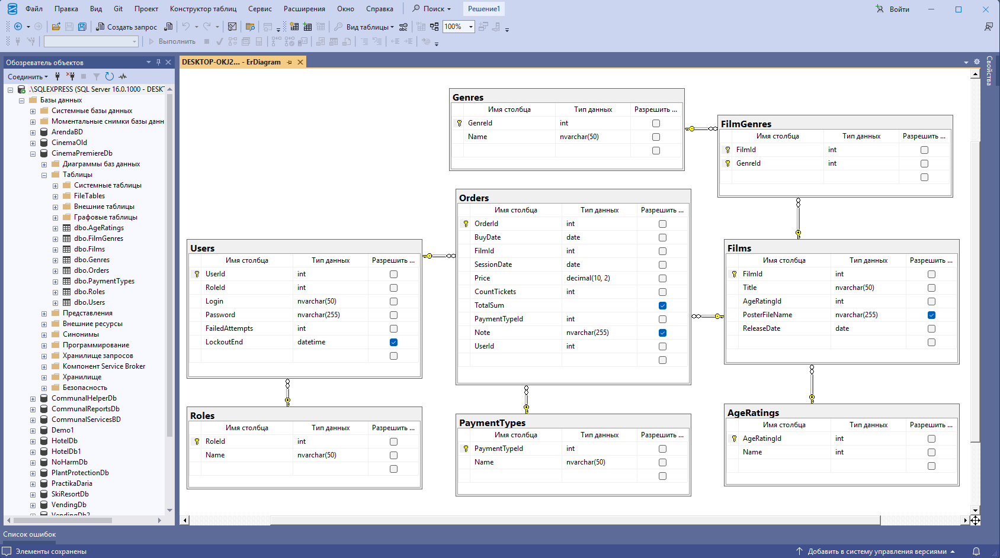 Файл Правка Вид Git Проект Конструктор таблиц Сервис Расширения Окно Справка Поиск Решение1 Войти
Создать запрос Вид таблицы 100%
Выполнить
Обозреватель объектов
Соединить
.\SQLEXPRESS (SQL Server 16.0.1000 - DESKT
Базы данных
Системные базы данных
Моментальные снимки базы данн
ArendaBD
CinemaOld
CinemaPremiereDb
Диаграммы баз данных
Таблицы
Системные таблицы
FileTables
Внешние таблицы
Графовые таблицы
dbo.AgeRatings
dbo.FilmGenres
dbo.Films
dbo.Genres
dbo.Orders
dbo.PaymentTypes
dbo.Roles
dbo.Users
Представления
Внешние ресурсы
Синонимы
Программирование
Хранилище запросов
Компонент Service Broker
Хранилище
Безопасность
CommunalHelperDb
CommunalReportsDb
CommunalServicesBD
Demo1
HotelDb
HotelDb1
NoHarmDb
PlantProtectionDb
PractikaDaria
SkiResortDb
VendingDb
VendingDb2
DESKTOP-OKJ2... - ErDiagram
Genres
Имя столбца Тип данных Разрешить ...
GenreId int
Name nvarchar(50)
FilmGenres
Имя столбца Тип данных Разрешить ...
FilmId int
GenreId int
Orders
Имя столбца Тип данных Разрешить ...
OrderId int
BuyDate date
FilmId int
SessionDate date
Price decimal(10, 2)
CountTickets int
TotalSum
PaymentTypeId int
Note nvarchar(255)
UserId int
Users
Имя столбца Тип данных Разрешить ...
UserId int
RoleId int
Login nvarchar(50)
Password nvarchar(255)
FailedAttempts int
LockoutEnd datetime
Films
Имя столбца Тип данных Разрешить ...
FilmId int
Title nvarchar(50)
AgeRatingId int
PosterFileName nvarchar(255)
ReleaseDate date
Roles
Имя столбца Тип данных Разрешить ...
RoleId int
Name nvarchar(50)
PaymentTypes
Имя столбца Тип данных Разрешить ...
PaymentTypeId int
Name nvarchar(50)
AgeRatings
Имя столбца Тип данных Разрешить ...
AgeRatingId int
Name int
Свойства
Список ошибок
Элементы сохранены
Добавить в систему управления версиями